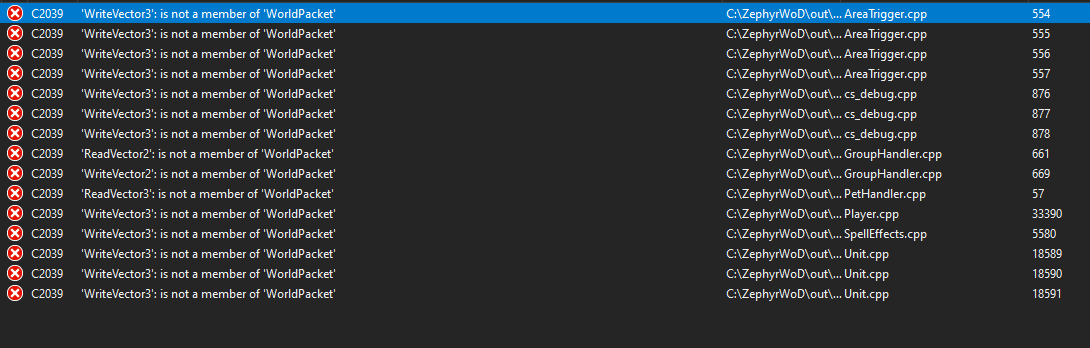 C2039 'WriteVector3': is not a member of 'WorldPacket' C:\ZephyrWoD\out\... AreaTrigger.cpp 554
C2039 'WriteVector3': is not a member of 'WorldPacket' C:\ZephyrWoD\out\... AreaTrigger.cpp 555
C2039 'WriteVector3': is not a member of 'WorldPacket' C:\ZephyrWoD\out\... AreaTrigger.cpp 556
C2039 'WriteVector3': is not a member of 'WorldPacket' C:\ZephyrWoD\out\... AreaTrigger.cpp 557
C2039 'WriteVector3': is not a member of 'WorldPacket' C:\ZephyrWoD\out\... cs_debug.cpp 876
C2039 'WriteVector3': is not a member of 'WorldPacket' C:\ZephyrWoD\out\... cs_debug.cpp 877
C2039 'WriteVector3': is not a member of 'WorldPacket' C:\ZephyrWoD\out\... cs_debug.cpp 878
C2039 'ReadVector2': is not a member of 'WorldPacket' C:\ZephyrWoD\out\... GroupHandler.cpp 661
C2039 'WriteVector2': is not a member of 'WorldPacket' C:\ZephyrWoD\out\... GroupHandler.cpp 669
C2039 'ReadVector3': is not a member of 'WorldPacket' C:\ZephyrWoD\out\... PetHandler.cpp 57
C2039 'WriteVector3': is not a member of 'WorldPacket' C:\ZephyrWoD\out\... Player.cpp 33390
C2039 'WriteVector3': is not a member of 'WorldPacket' C:\ZephyrWoD\out\... SpellEffects.cpp 5580
C2039 'WriteVector3': is not a member of 'WorldPacket' C:\ZephyrWoD\out\... Unit.cpp 18589
C2039 'WriteVector3': is not a member of 'WorldPacket' C:\ZephyrWoD\out\... Unit.cpp 18590
C2039 'WriteVector3': is not a member of 'WorldPacket' C:\ZephyrWoD\out\... Unit.cpp 18591